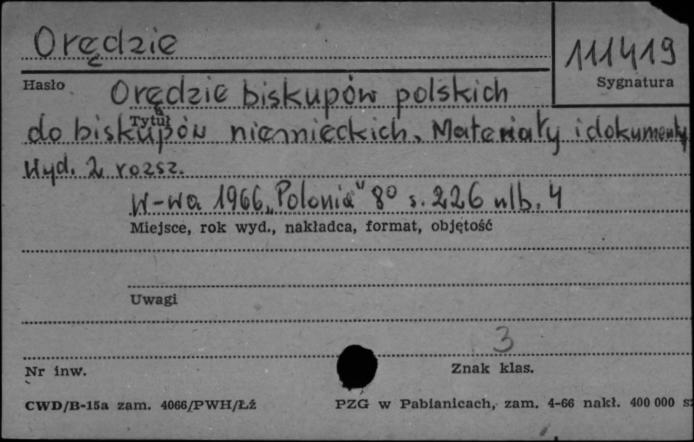 Orędzie
111419
Hasło
Sygnatura
Orędzie biskupów polskich
Tytuł
do biskupów niemieckich. Materiały i dokumenty
Wyd. 2 rozsz.
W-wa 1966 „Polonia" 8° s. 226 nlb. 4
Miejsce, rok wyd., nakładca, format, objętość
Uwagi
3
Nr inw.
Znak klas.
CWD/B-15a zam. 4066/PWH/Łź
PZG w Pabianicach, zam. 4-66 nakł. 400 000 sz